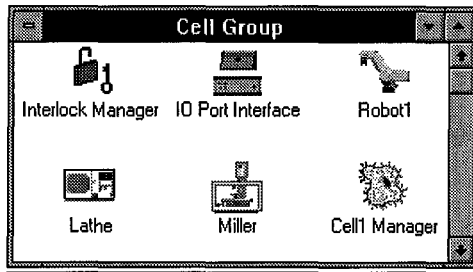 Cell Group
Interlock Manager IO Port Interface Robot1
Lathe Miller Cell1 Manager